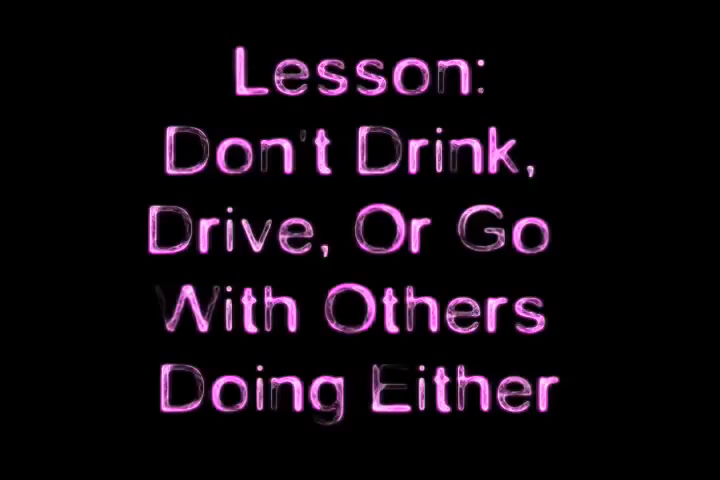 Lesson:
Don't Drink,
Drive, Or Go
With Others
Doing Either